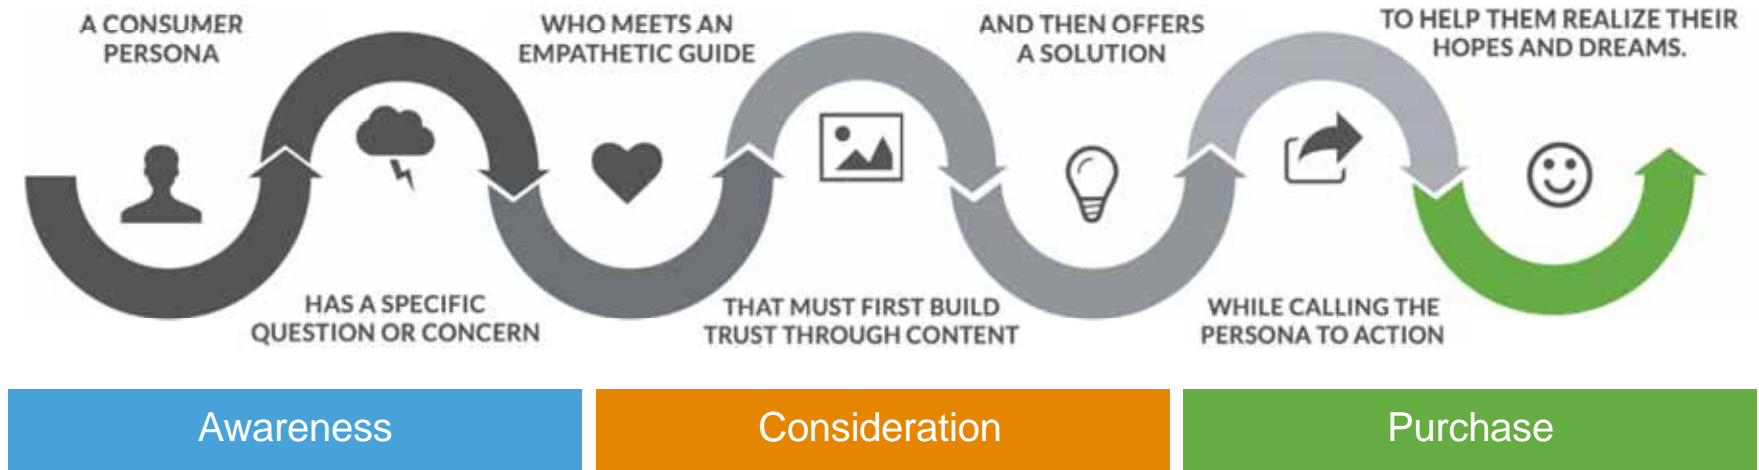 A CONSUMER
PERSONA
HAS A SPECIFIC
QUESTION OR CONCERN
WHO MEETS AN
EMPATHETIC GUIDE
THAT MUST FIRST BUILD
TRUST THROUGH CONTENT
AND THEN OFFERS
A SOLUTION
WHILE CALLING THE
PERSONA TO ACTION
TO HELP THEM REALIZE THEIR
HOPES AND DREAMS.
Awareness
Consideration
Purchase